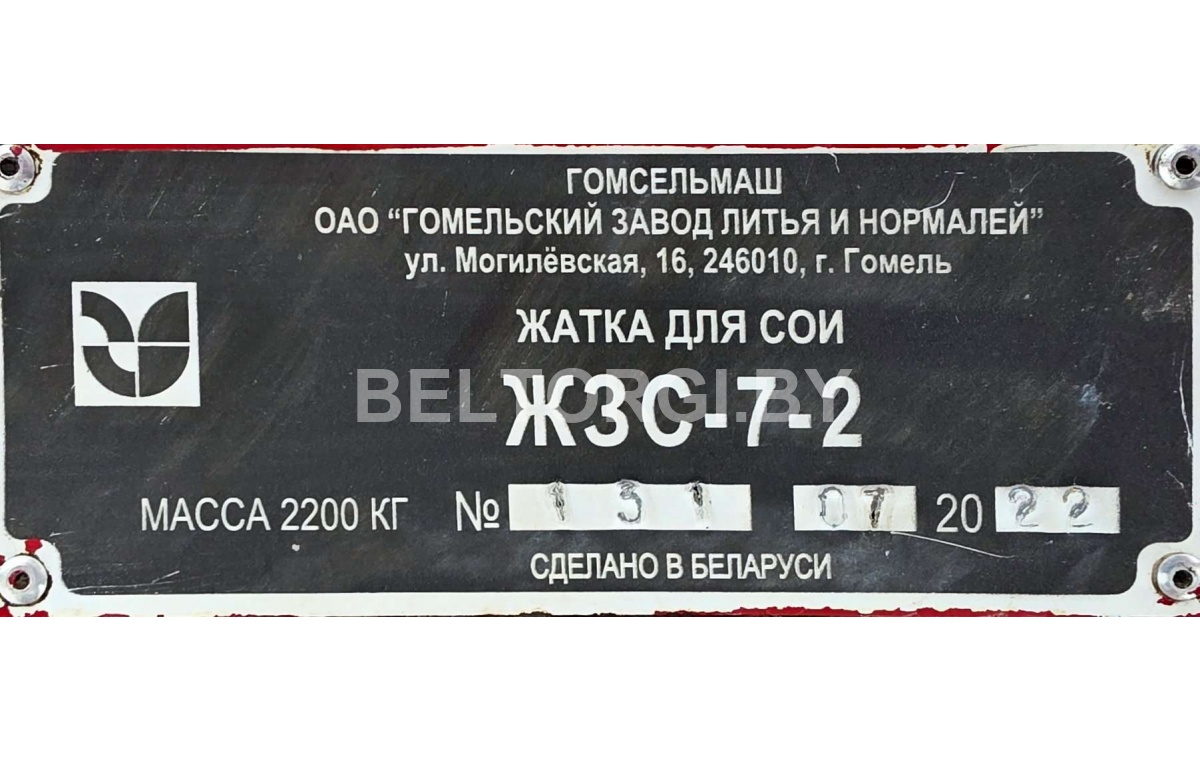 ГОМСЕЛЬМАШ
ОАО “ГОМЕЛЬСКИЙ ЗАВОД ЛИТЬЯ И НОРМАЛЕЙ”
ул. Могилёвская, 16, 246010, г. Гомель
ЖАТКА ДЛЯ СОИ
ЖЗС-7-2
BELTORGI.BY
МАССА 2200 КГ № 131 07 2022
СДЕЛАНО В БЕЛАРУСИ